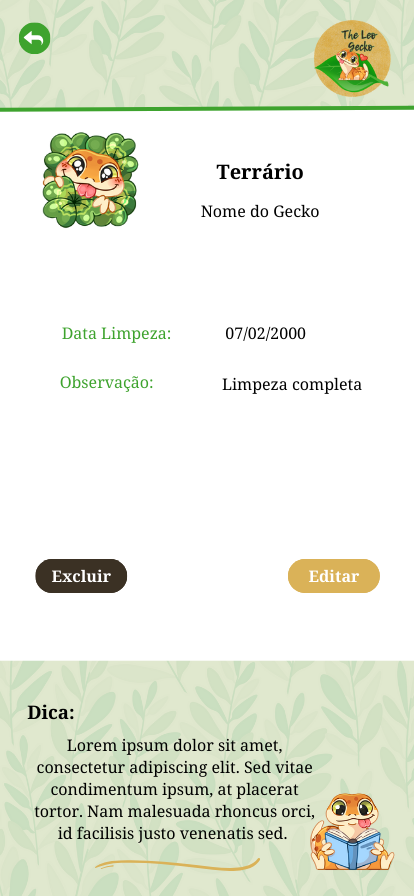 The Leo
Gecko
Terrário
Nome do Gecko
Data Limpeza: 07/02/2000
Observação: Limpeza completa
Excluir Editar
Dica:
Lorem ipsum dolor sit amet,
consectetur adipiscing elit. Sed vitae
condimentum ipsum, at placerat
tortor. Nam malesuada rhoncus orci,
id facilisis justo venenatis sed.